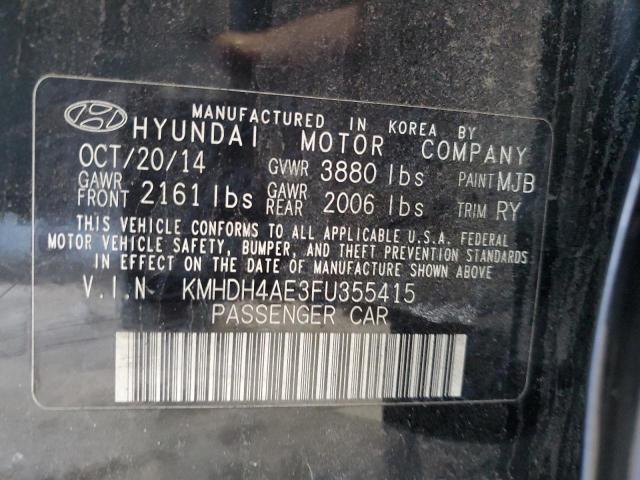 MANUFACTURED IN KOREA BY
HYUNDAI MOTOR COMPANY
OCT/20/14 GVWR 3880 lbs PAINT MJB
GAWR FRONT 2161 lbs GAWR REAR 2006 lbs TRIM RY
THIS VEHICLE CONFORMS TO ALL APPLICABLE U.S.A. FEDERAL
MOTOR VEHICLE SAFETY, BUMPER, AND THEFT PREVENTION STANDARDS
IN EFFECT ON THE DATE OF MANUFACTURE SHOWN ABOVE.
V.I.N KMHDH4AE3FU355415
PASSENGER CAR